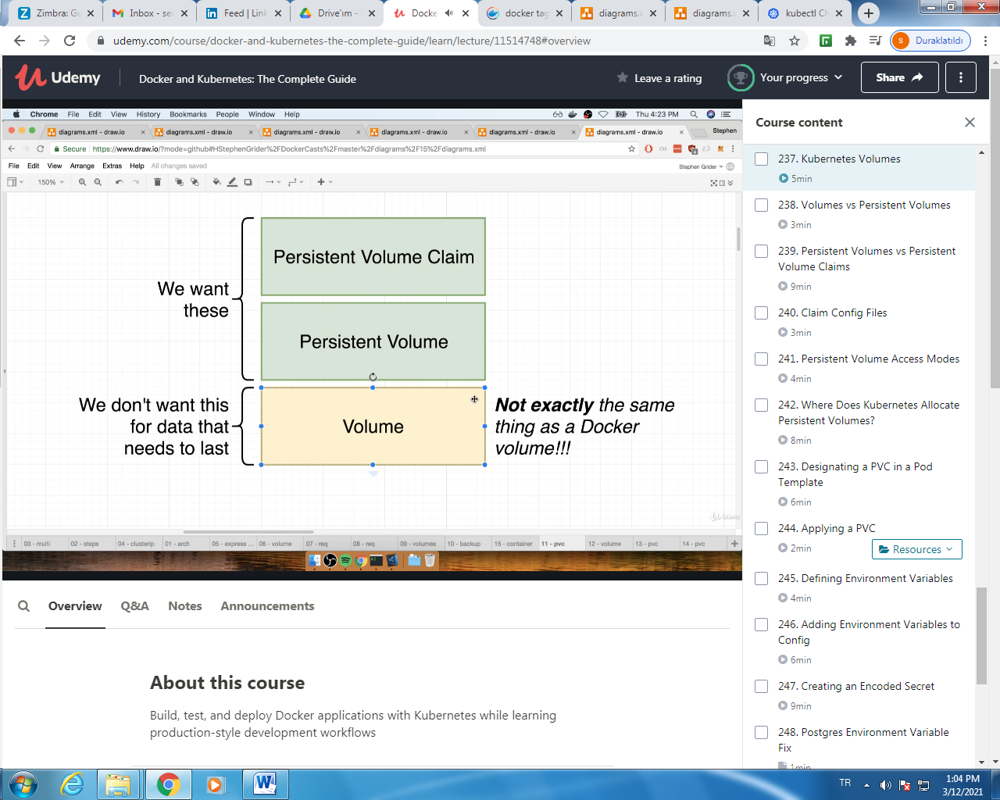 Zimbra: Ge
Inbox - ser
Feed | Link
Drive'ım -
Docke
docker tag
diagrams.x
diagrams.x
kubectl Ch
udemy.com/course/docker-and-kubernetes-the-complete-guide/learn/lecture/11514748#overview
S
Duraklatıldı
Udemy
Docker and Kubernetes: The Complete Guide
Leave a rating
Your progress
Share
Chrome File Edit View History Bookmarks People Window Help
Thu 4:23 PM
diagrams.xml - draw.io
diagrams.xml - draw.io
diagrams.xml - draw.io
diagrams.xml - draw.io
diagrams.xml - draw.io
diagrams.xml - draw.io
Stephen
Secure
https://www.draw.io/?mode=github#HStephenGrider%2FDockerCasts%2Fmaster%2Fdiagrams%2F15%2Fdiagrams.xml
File Edit View Arrange Extras Help All changes saved
Stephen Grider
150%
Persistent Volume Claim
We want
these
Persistent Volume
We don't want this
for data that
needs to last
Volume
Not exactly the same
thing as a Docker
volume!!!
Udemy
03 - multi
02 - steps
04 - clusterip
01 - arch
05 - express ...
06 - volume
07 - req
08 - req
09 - volumes
10 - backup
15 - container
11 - pvc
12 - volume
13 - pvc
14 - pvc
Overview
Q&A
Notes
Announcements
About this course
Build, test, and deploy Docker applications with Kubernetes while learning
production-style development workflows
Course content
237. Kubernetes Volumes
5min
238. Volumes vs Persistent Volumes
3min
239. Persistent Volumes vs Persistent
Volume Claims
9min
240. Claim Config Files
3min
241. Persistent Volume Access Modes
4min
242. Where Does Kubernetes Allocate
Persistent Volumes?
8min
243. Designating a PVC in a Pod
Template
6min
244. Applying a PVC
2min
Resources
245. Defining Environment Variables
4min
246. Adding Environment Variables to
Config
6min
247. Creating an Encoded Secret
9min
248. Postgres Environment Variable
Fix
1min
TR
1:04 PM
3/12/2021